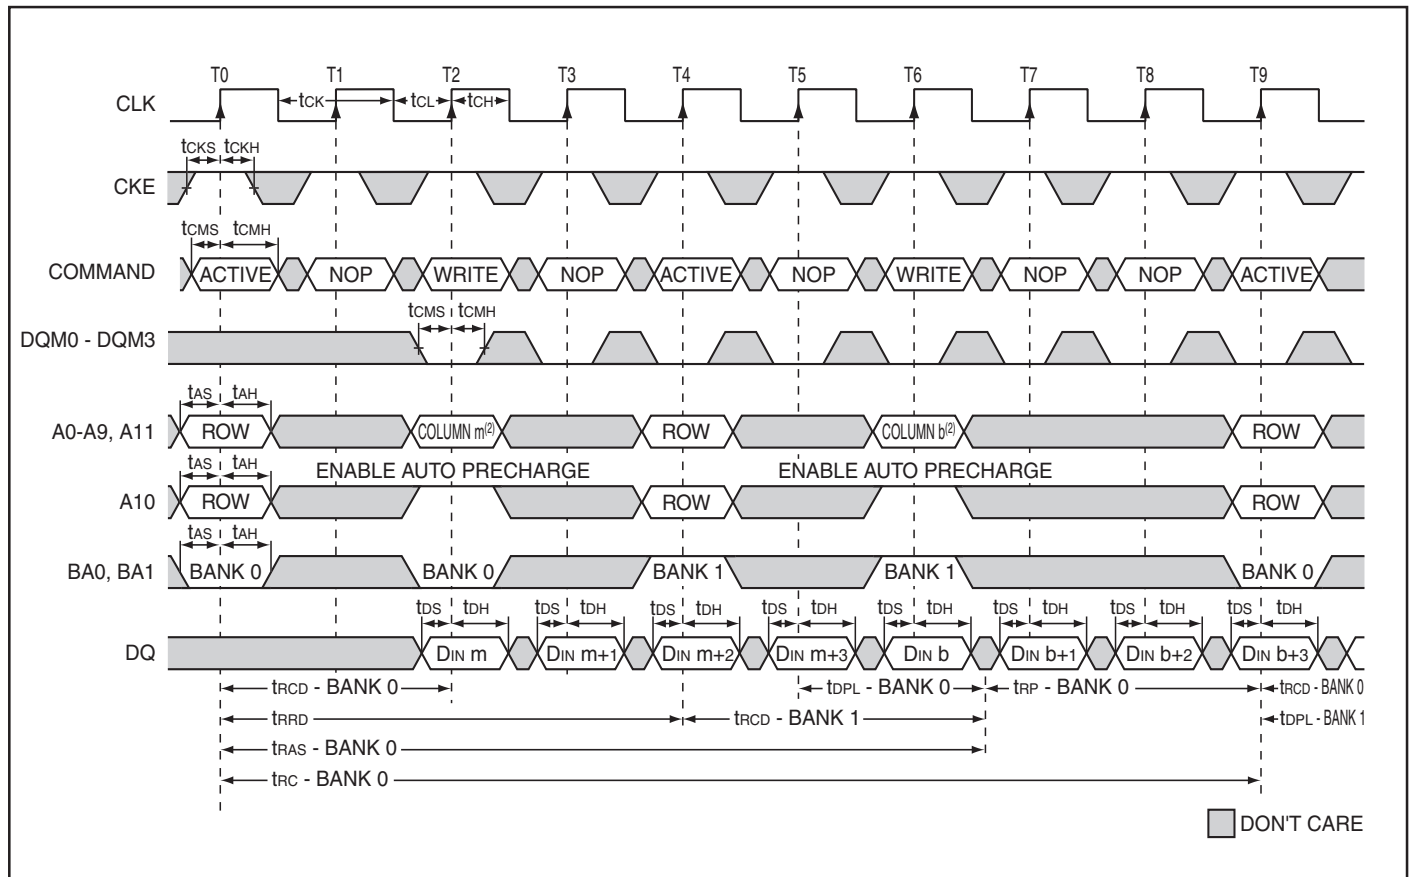 T0 T1 T2 T3 T4 T5 T6 T7 T8 T9
CLK tCK tCL tCH
tCKS tCKH
CKE
tCMS tCMH
COMMAND ACTIVE NOP WRITE NOP ACTIVE NOP WRITE NOP NOP ACTIVE
tCMS tCMH
DQM0 - DQM3
tAS tAH
A0-A9, A11 ROW COLUMN m(2) ROW COLUMN b(2) ROW
tAS tAH ENABLE AUTO PRECHARGE ENABLE AUTO PRECHARGE
A10 ROW ROW ROW
tAS tAH
BA0, BA1 BANK 0 BANK 0 BANK 1 BANK 1 BANK 0
tDS tDH tDS tDH tDS tDH tDS tDH tDS tDH tDS tDH tDS tDH tDS tDH
DQ DIN m DIN m+1 DIN m+2 DIN m+3 DIN b DIN b+1 DIN b+2 DIN b+3
tRCD - BANK 0 tDPL - BANK 0 tRP - BANK 0 tRCD - BANK 0
tRRD tRCD - BANK 1 tDPL - BANK 1
tRAS - BANK 0
tRC - BANK 0
DON'T CARE